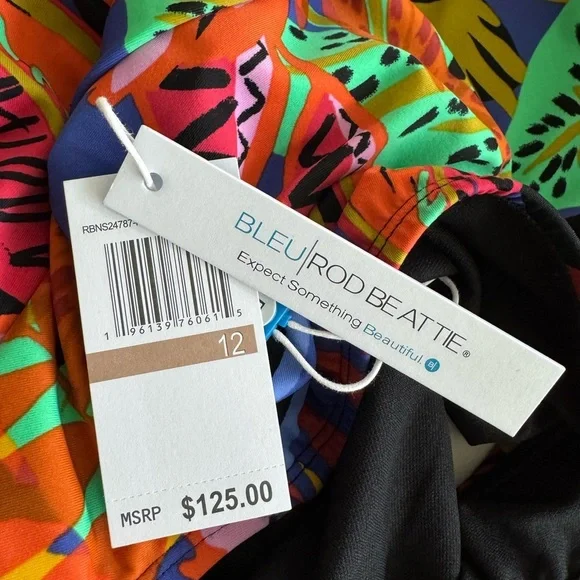 RBNS24787
1 96139 76061 5
12
MSRP $125.00
BLEU|ROD BEATTIE®
Expect Something Beautiful.